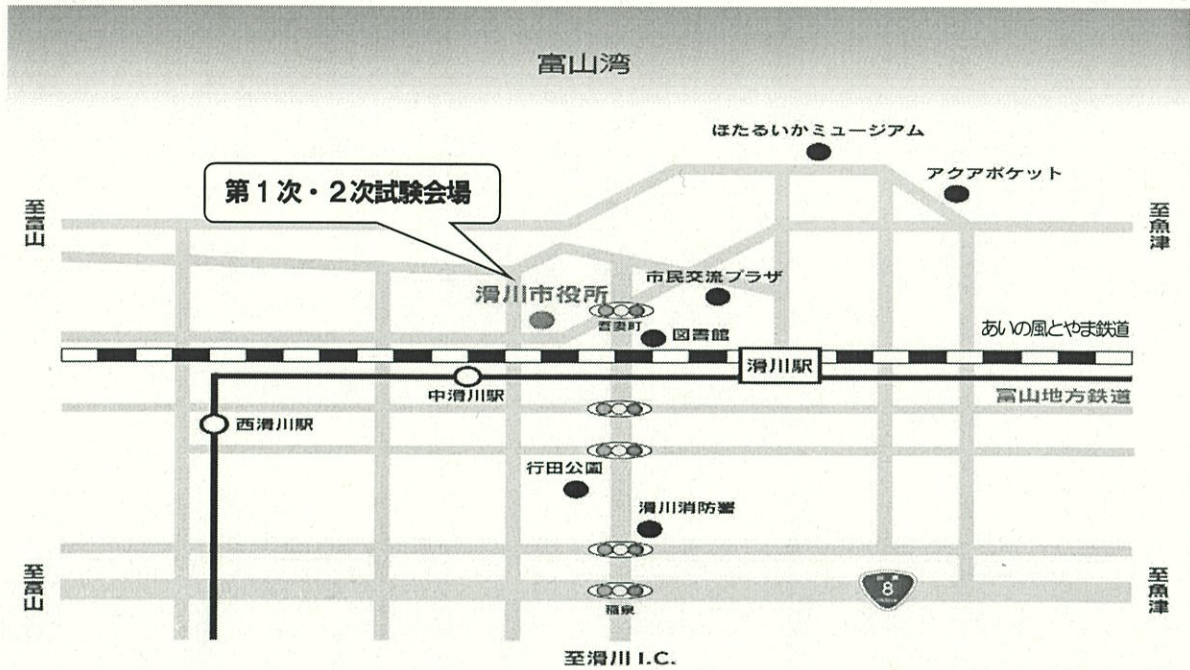 富山湾
ほたるいかミュージアム
アクアポケット
第1次・2次試験会場
至富山
至魚津
市民交流プラザ
滑川市役所
吾妻町
図書館
あいの風とやま鉄道
滑川駅
中滑川駅
富山地方鉄道
西滑川駅
行田公園
滑川消防署
至富山
8
至魚津
稲泉
至滑川 I.C.